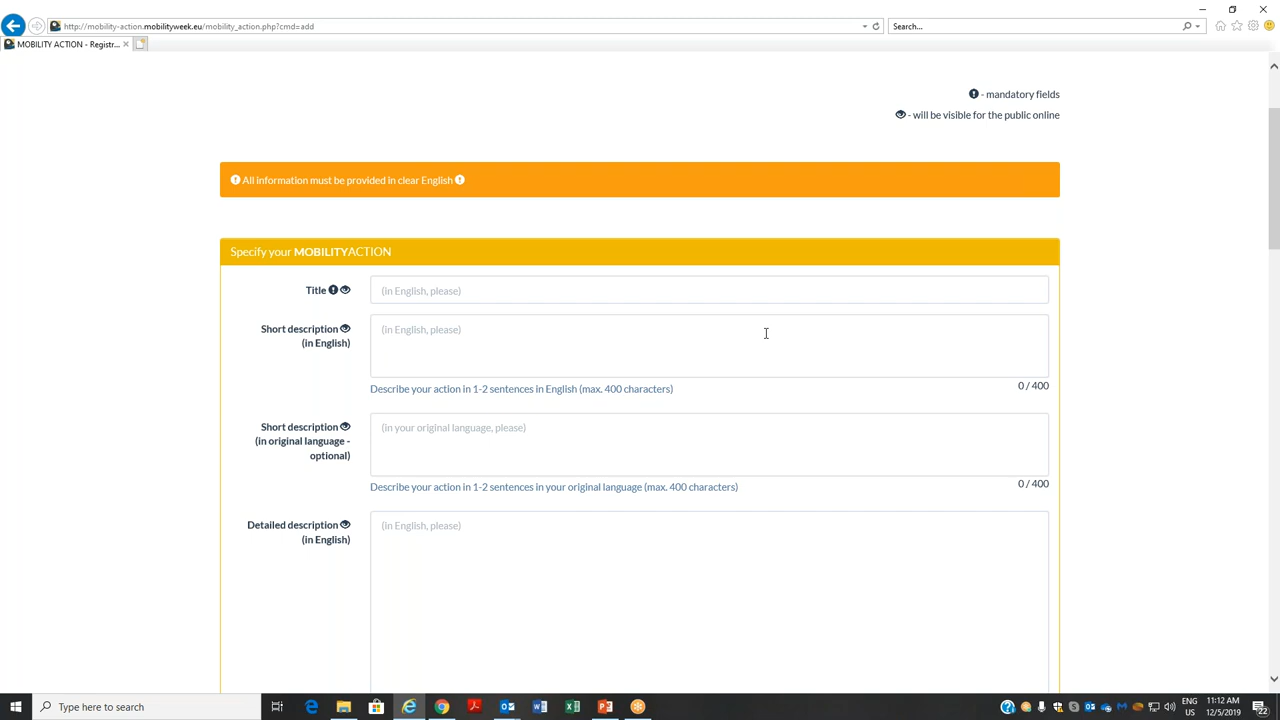 http://mobility-action.mobilityweek.eu/mobility_action.php?cmd=add
Search...
MOBILITY ACTION - Registr...
- mandatory fields
- will be visible for the public online
All information must be provided in clear English
Specify your MOBILITYACTION
Title
(in English, please)
Short description
(in English)
(in English, please)
Describe your action in 1-2 sentences in English (max. 400 characters)
0 / 400
Short description
(in original language -
optional)
(in your original language, please)
Describe your action in 1-2 sentences in your original language (max. 400 characters)
0 / 400
Detailed description
(in English)
(in English, please)
Type here to search
ENG
US
11:12 AM
12/5/2019
22